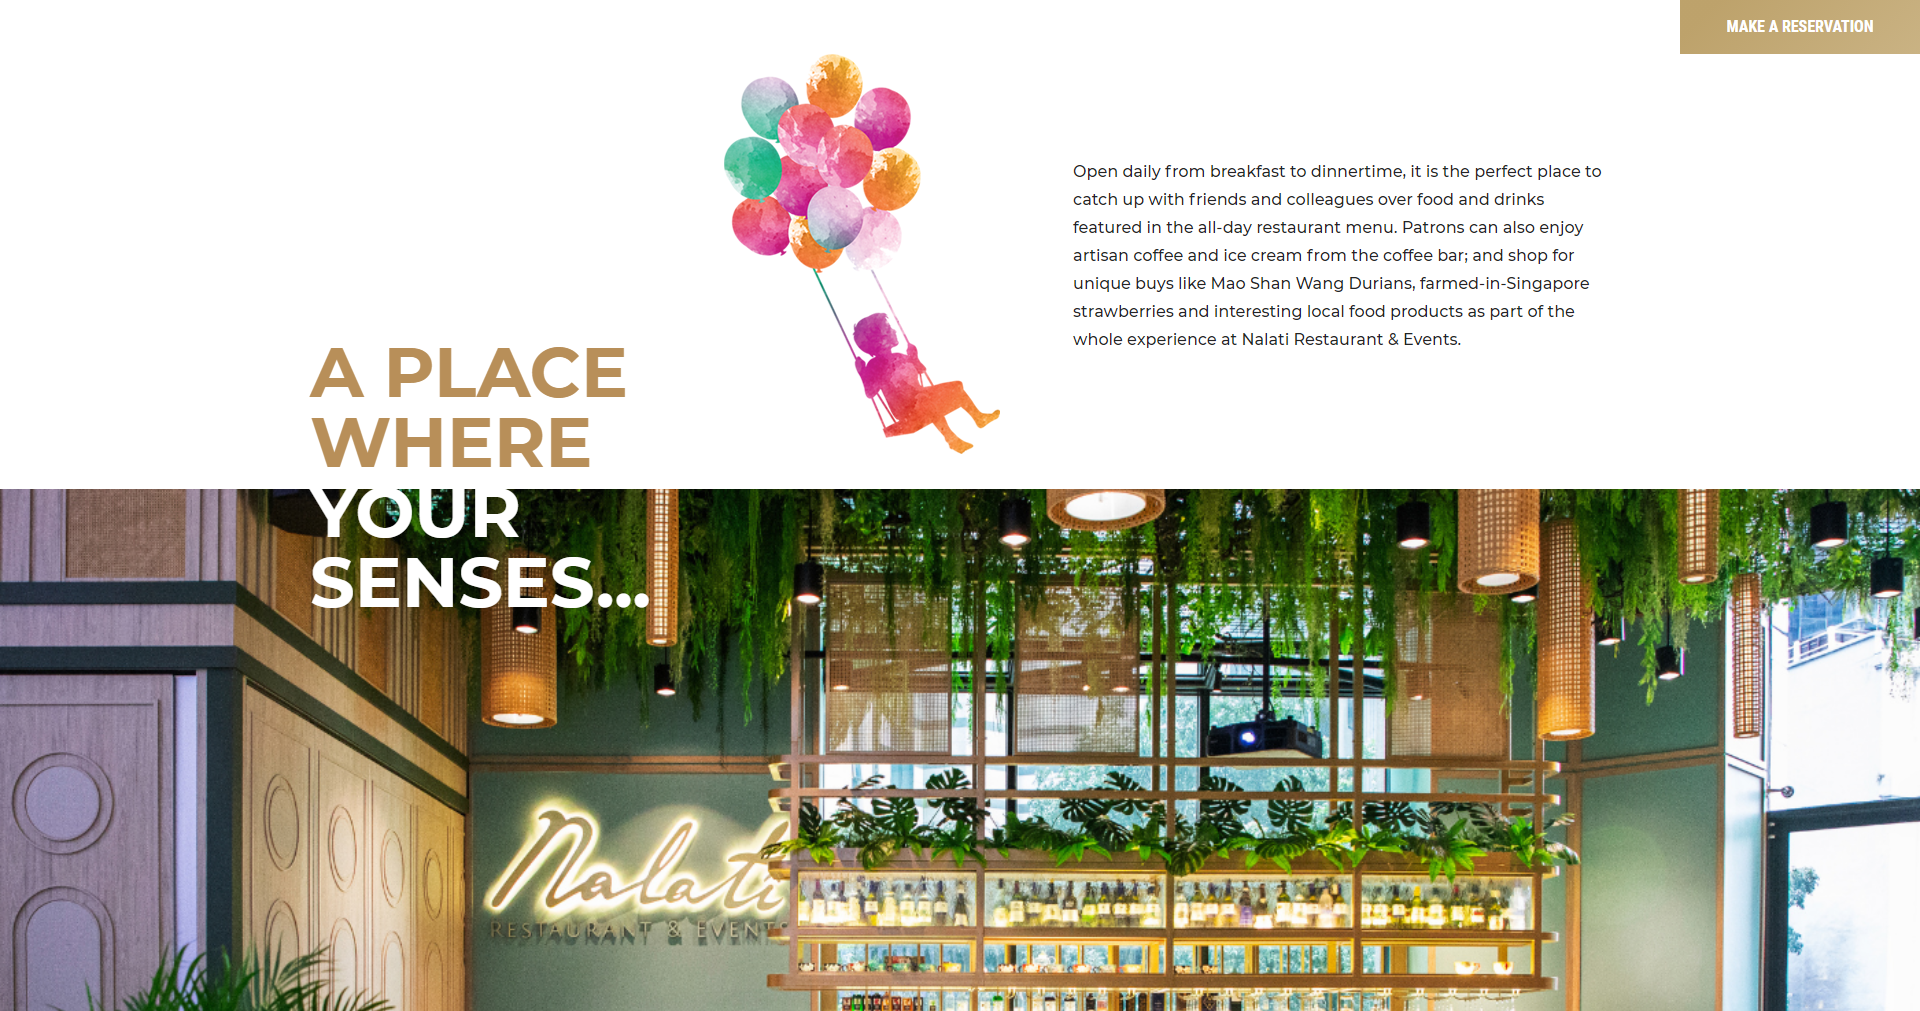 MAKE A RESERVATION
Open daily from breakfast to dinnertime, it is the perfect place to
catch up with friends and colleagues over food and drinks
featured in the all-day restaurant menu. Patrons can also enjoy
artisan coffee and ice cream from the coffee bar; and shop for
unique buys like Mao Shan Wang Durians, farmed-in-Singapore
strawberries and interesting local food products as part of the
whole experience at Nalati Restaurant & Events.
A PLACE
WHERE
YOUR
SENSES...
Nalati
RESTAURANT & EVENT